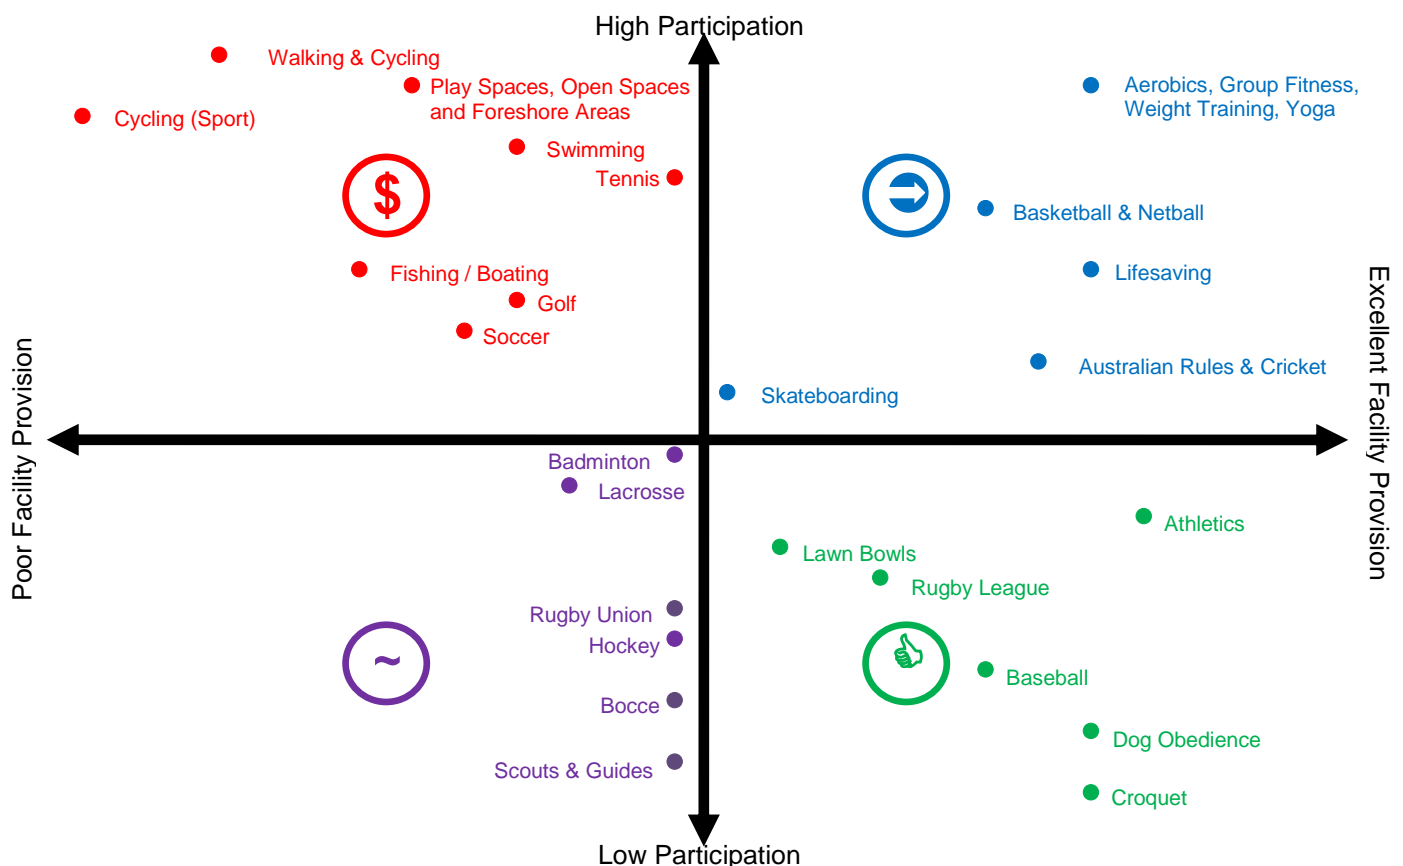 High Participation
Walking & Cycling
Play Spaces, Open Spaces
and Foreshore Areas
Aerobics, Group Fitness,
Weight Training, Yoga
Cycling (Sport)
Swimming
Tennis
$
Basketball & Netball
Fishing / Boating
Lifesaving
Golf
Soccer
Australian Rules & Cricket
Skateboarding
Poor Facility Provision
Excellent Facility Provision
Badminton
Lacrosse
Athletics
Lawn Bowls
Rugby League
Rugby Union
Hockey
~
Baseball
Bocce
Dog Obedience
Scouts & Guides
Croquet
Low Participation